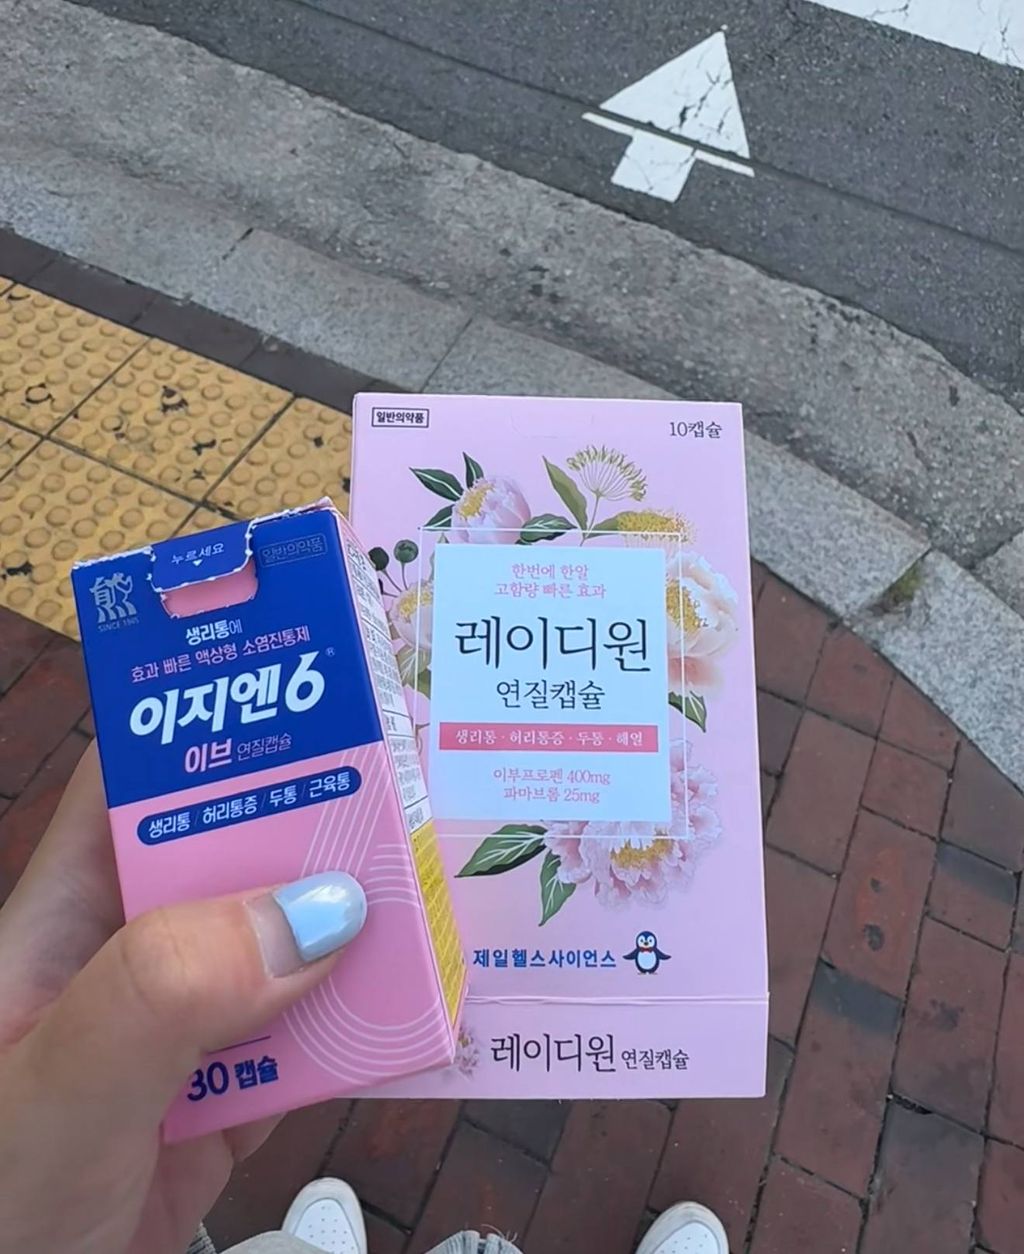 누르세요
일반의약품
SINCE 1945
생리통에
효과 빠른 액상형 소염진통제
이지엔6®
이브 연질캡슐
생리통 / 허리통증 / 두통 / 근육통
30 캡슐
일반의약품
10캡슐
한번에 한알
고함량 빠른 효과
레이디원
연질캡슐
생리통 · 허리통증 · 두통 · 해열
이부프로펜 400mg
파마브롬 25mg
제일헬스사이언스
레이디원 연질캡슐